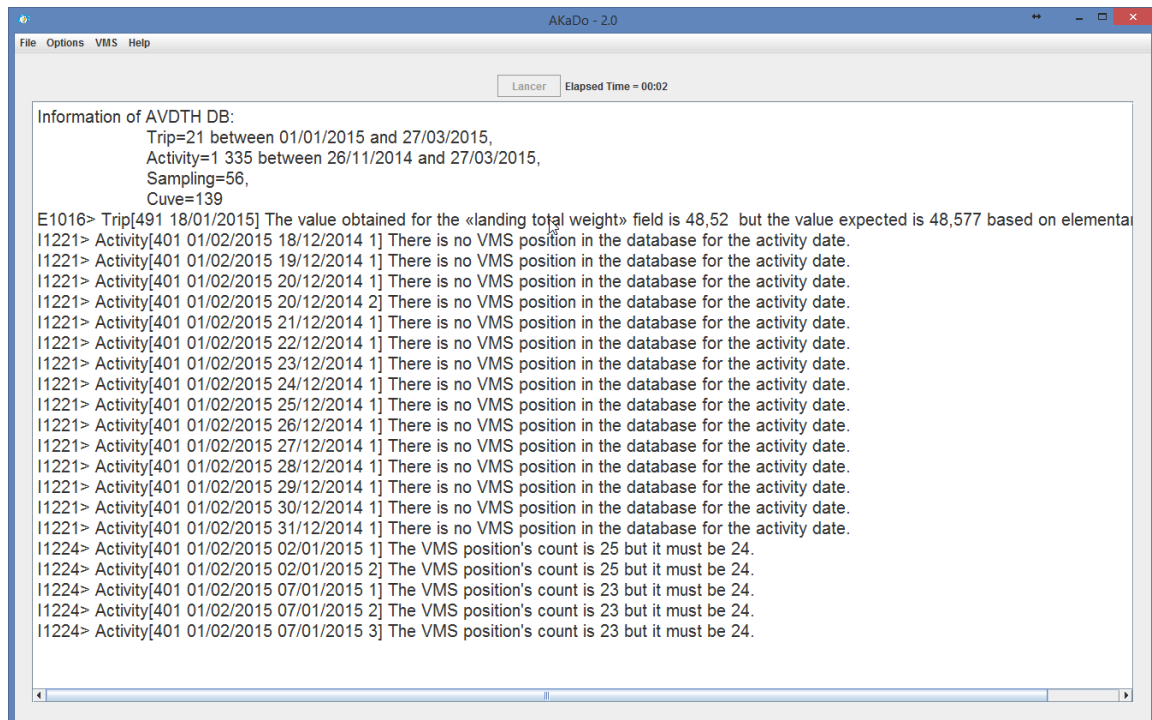 AKaDo - 2.0
File Options VMS Help
Lancer Elapsed Time = 00:02
Information of AVDTH DB:
Trip=21 between 01/01/2015 and 27/03/2015,
Activity=1 335 between 26/11/2014 and 27/03/2015,
Sampling=56,
Cuve=139
E1016> Trip[491 18/01/2015] The value obtained for the «landing total weight» field is 48,52 but the value expected is 48,577 based on elementar
I1221> Activity[401 01/02/2015 18/12/2014 1] There is no VMS position in the database for the activity date.
I1221> Activity[401 01/02/2015 19/12/2014 1] There is no VMS position in the database for the activity date.
I1221> Activity[401 01/02/2015 20/12/2014 1] There is no VMS position in the database for the activity date.
I1221> Activity[401 01/02/2015 20/12/2014 2] There is no VMS position in the database for the activity date.
I1221> Activity[401 01/02/2015 21/12/2014 1] There is no VMS position in the database for the activity date.
I1221> Activity[401 01/02/2015 22/12/2014 1] There is no VMS position in the database for the activity date.
I1221> Activity[401 01/02/2015 23/12/2014 1] There is no VMS position in the database for the activity date.
I1221> Activity[401 01/02/2015 24/12/2014 1] There is no VMS position in the database for the activity date.
I1221> Activity[401 01/02/2015 25/12/2014 1] There is no VMS position in the database for the activity date.
I1221> Activity[401 01/02/2015 26/12/2014 1] There is no VMS position in the database for the activity date.
I1221> Activity[401 01/02/2015 27/12/2014 1] There is no VMS position in the database for the activity date.
I1221> Activity[401 01/02/2015 28/12/2014 1] There is no VMS position in the database for the activity date.
I1221> Activity[401 01/02/2015 29/12/2014 1] There is no VMS position in the database for the activity date.
I1221> Activity[401 01/02/2015 30/12/2014 1] There is no VMS position in the database for the activity date.
I1221> Activity[401 01/02/2015 31/12/2014 1] There is no VMS position in the database for the activity date.
I1224> Activity[401 01/02/2015 02/01/2015 1] The VMS position's count is 25 but it must be 24.
I1224> Activity[401 01/02/2015 02/01/2015 2] The VMS position's count is 25 but it must be 24.
I1224> Activity[401 01/02/2015 07/01/2015 1] The VMS position's count is 23 but it must be 24.
I1224> Activity[401 01/02/2015 07/01/2015 2] The VMS position's count is 23 but it must be 24.
I1224> Activity[401 01/02/2015 07/01/2015 3] The VMS position's count is 23 but it must be 24.